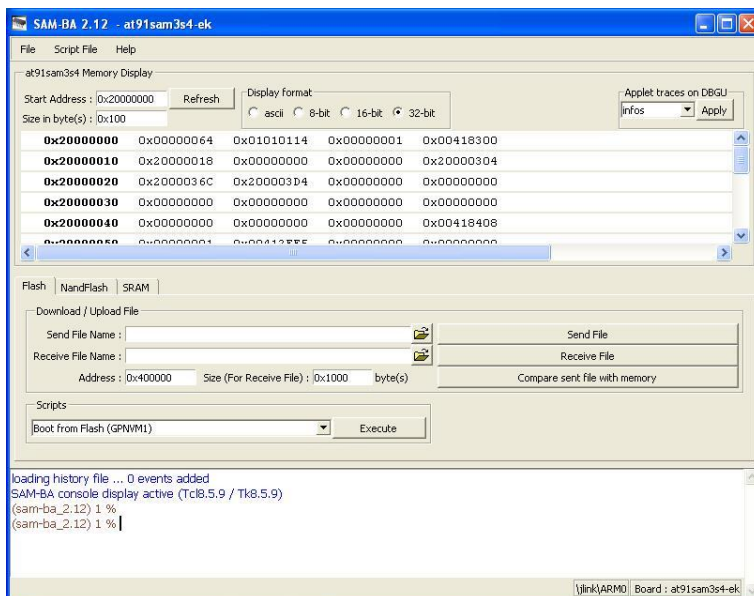 SAM-BA 2.12 - at91sam3s4-ek
File Script File Help
at91sam3s4 Memory Display
Start Address : 0x20000000 Refresh
Size in byte(s) : 0x100
Display format
ascii 8-bit 16-bit 32-bit
Applet traces on DBGU
infos Apply
0x20000000 0x00000064 0x01010114 0x00000001 0x00418300
0x20000010 0x20000018 0x00000000 0x00000000 0x20000304
0x20000020 0x2000036C 0x200003D4 0x00000000 0x00000000
0x20000030 0x00000000 0x00000000 0x00000000 0x00000000
0x20000040 0x00000000 0x00000000 0x00000000 0x00418408
Flash NandFlash SRAM
Download / Upload File
Send File Name : Send File
Receive File Name : Receive File
Address : 0x400000 Size (For Receive File) : 0x1000 byte(s) Compare sent file with memory
Scripts
Boot from Flash (GPNVM1) Execute
loading history file ... 0 events added
SAM-BA console display active (Tcl8.5.9 / Tk8.5.9)
(sam-ba_2.12) 1 %
(sam-ba_2.12) 1 %
\jlink\ARM0 Board : at91sam3s4-ek